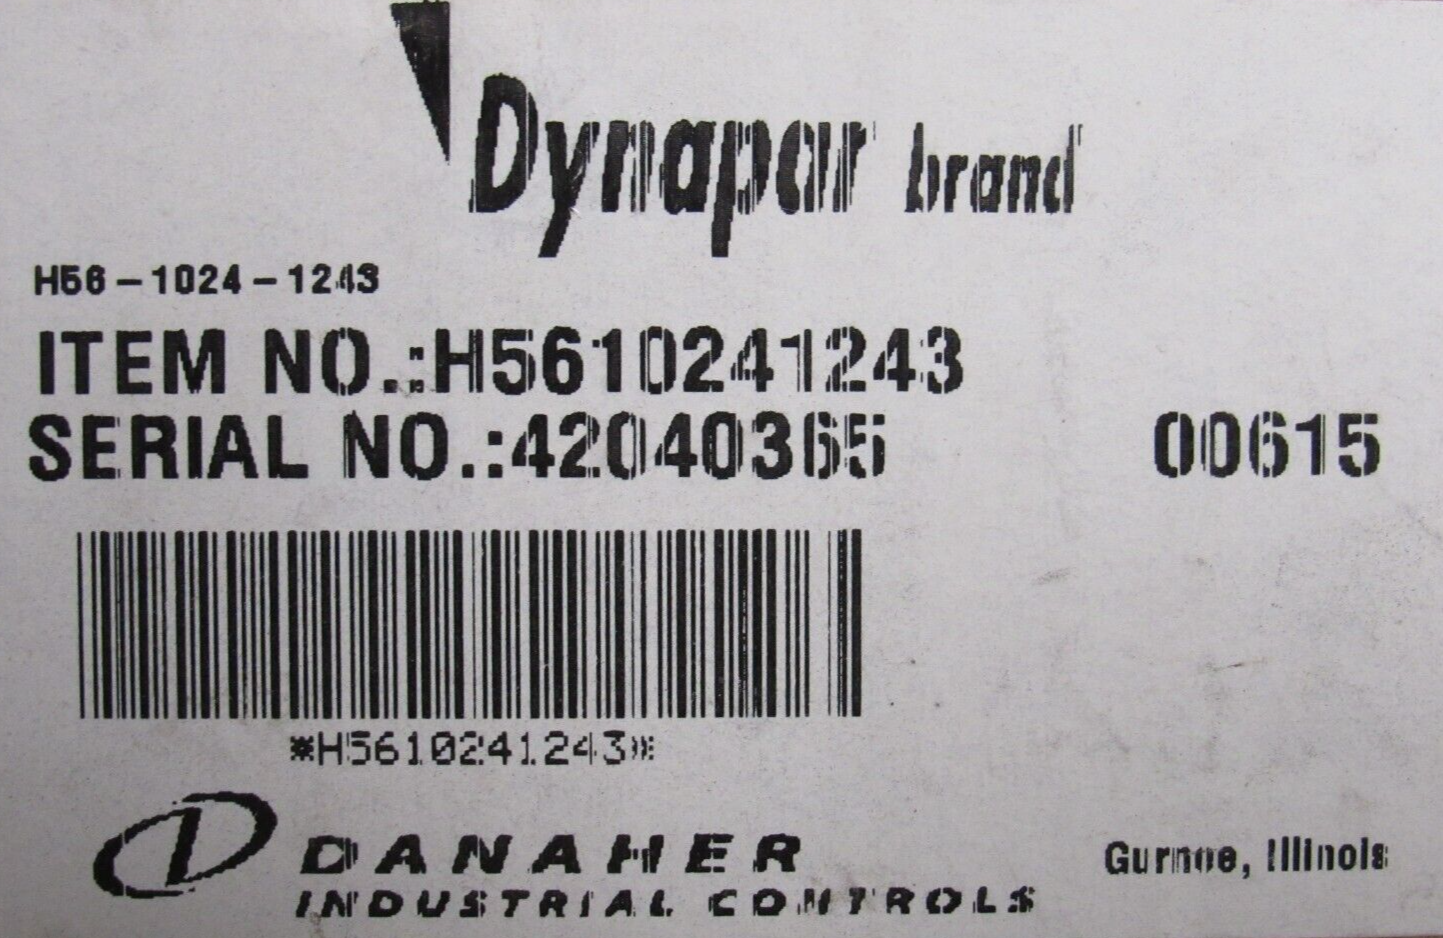 Dynapar brand
H56-1024-1243
ITEM NO.:H5610241243
SERIAL NO.:42040365 00615
*H5610241243*
DANAHER
INDUSTRIAL CONTROLS
Gurnee, Illinois